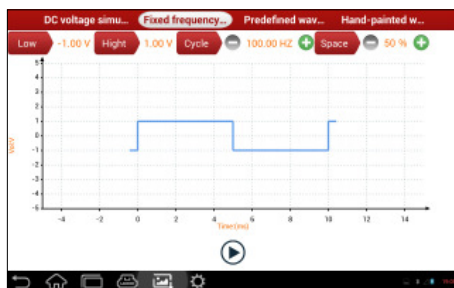 DC voltage simu... Fixed frequency... Predefined wav... Hand-painted w...
Low -1.00 V Hight 1.00 V Cycle 100.00 HZ Space 50 %
5
4
3
2
1
0
-1
-2
-3
-4
-5
-4 -2 0 2 4 6 8 10 12 14
Time(ms)